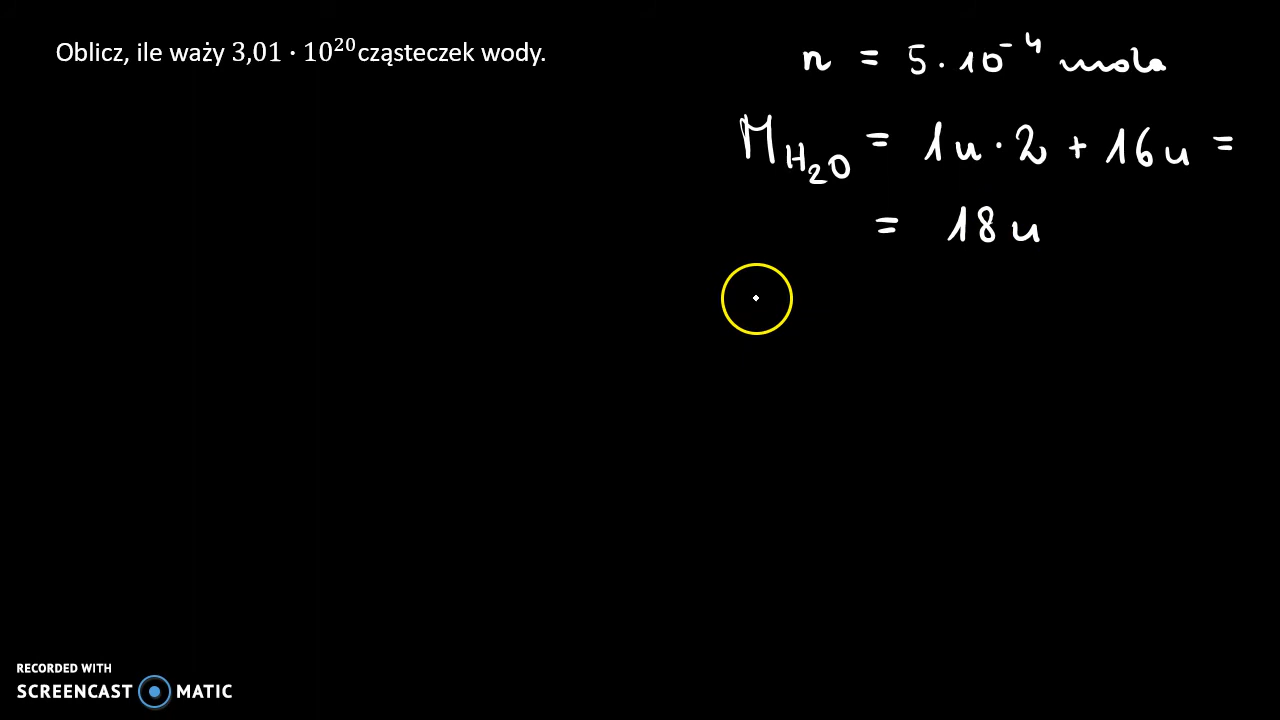 Oblicz, ile waży 3,01 · 10²⁰ cząsteczek wody.
n = 5 · 10⁻⁴ mola
M_H₂O = 1u · 2 + 16u =
= 18u
RECORDED WITH
SCREENCAST MATIC